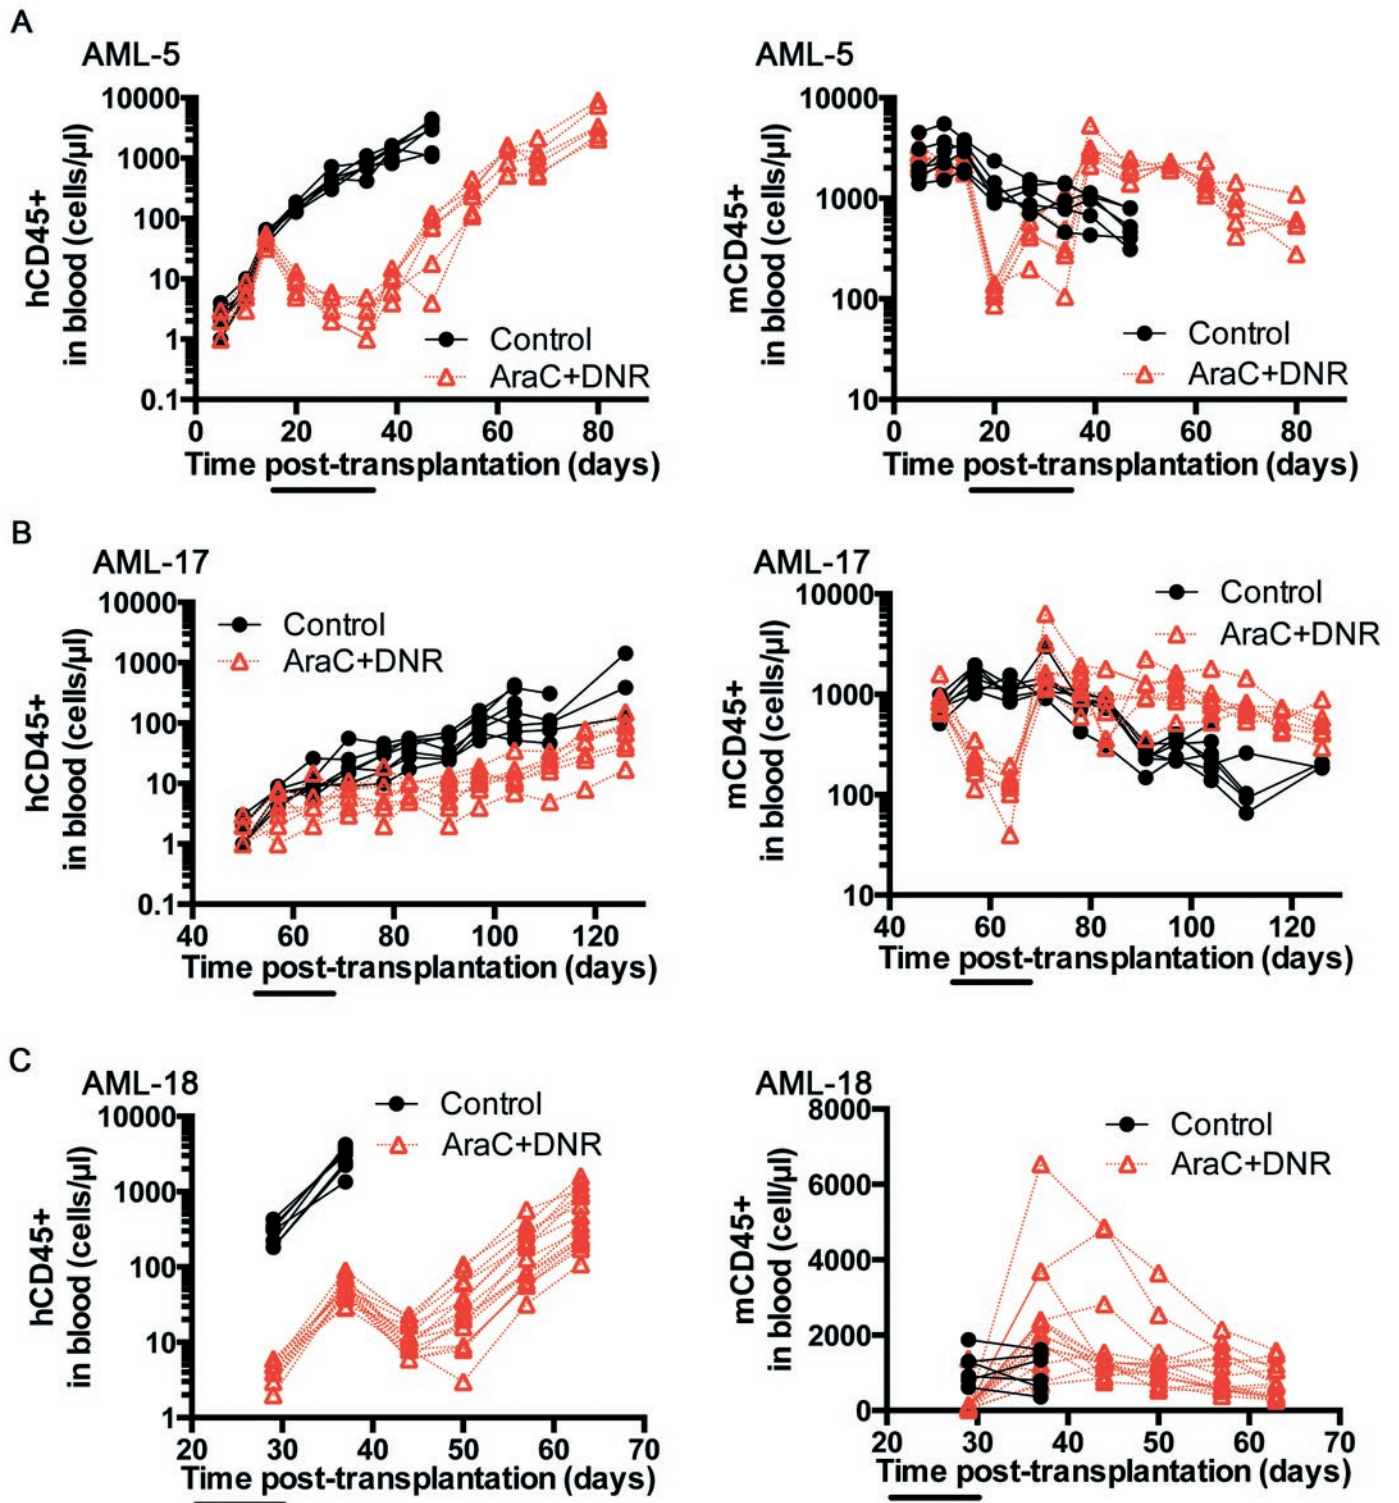 A
AML-5
hCD45+
in blood (cells/µl)
10000
1000
100
10
1
0.1
Control
AraC+DNR
0 20 40 60 80
Time post-transplantation (days)
AML-5
mCD45+
in blood (cells/µl)
10000
1000
100
10
Control
AraC+DNR
0 20 40 60 80
Time post-transplantation (days)
B
AML-17
hCD45+
in blood (cells/µl)
10000
1000
100
10
1
0.1
Control
AraC+DNR
40 60 80 100 120
Time post-transplantation (days)
AML-17
mCD45+
in blood (cells/µl)
10000
1000
100
10
Control
AraC+DNR
40 60 80 100 120
Time post-transplantation (days)
C
AML-18
hCD45+
in blood (cells/µl)
10000
1000
100
10
1
Control
AraC+DNR
20 30 40 50 60 70
Time post-transplantation (days)
AML-18
mCD45+
in blood (cell/µl)
8000
6000
4000
2000
0
Control
AraC+DNR
20 30 40 50 60 70
Time post-transplantation (days)